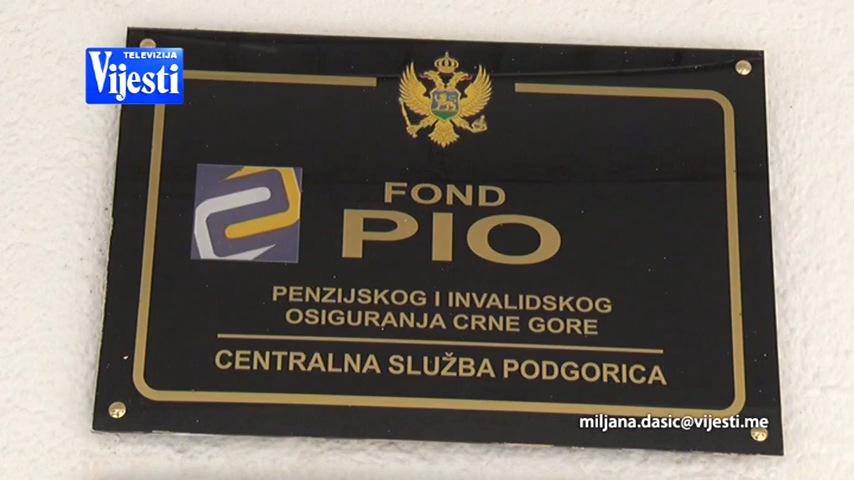 TELEVIZIJA
Vijesti
FOND
PIO
PENZIJSKOG I INVALIDSKOG
OSIGURANJA CRNE GORE
CENTRALNA SLUŽBA PODGORICA
miljana.dasic@vijesti.me